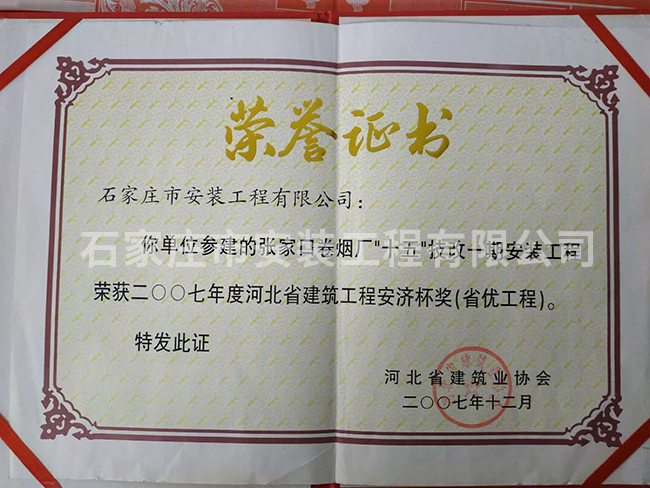 荣誉证书
石家庄市安装工程有限公司：
你单位参建的张家口卷烟厂"十五"技改一期安装工程
石家庄市安装工程有限公司
荣获二〇〇七年度河北省建筑工程安济杯奖(省优工程)。
特发此证
河北省建筑业协会
二〇〇七年十二月